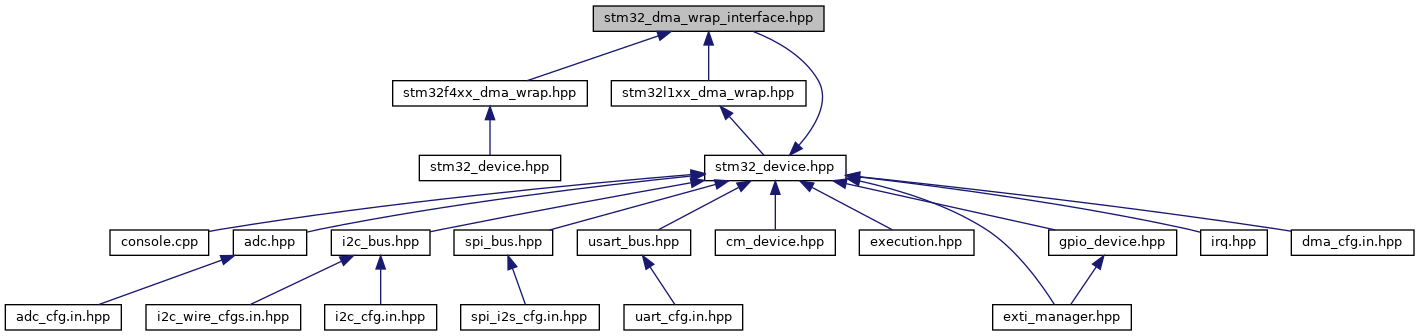 stm32_dma_wrap_interface.hpp
stm32f4xx_dma_wrap.hpp
stm32l1xx_dma_wrap.hpp
stm32_device.hpp
stm32_device.hpp
console.cpp
adc.hpp
i2c_bus.hpp
spi_bus.hpp
usart_bus.hpp
cm_device.hpp
execution.hpp
gpio_device.hpp
irq.hpp
dma_cfg.in.hpp
adc_cfg.in.hpp
i2c_wire_cfgs.in.hpp
i2c_cfg.in.hpp
spi_i2s_cfg.in.hpp
uart_cfg.in.hpp
exti_manager.hpp